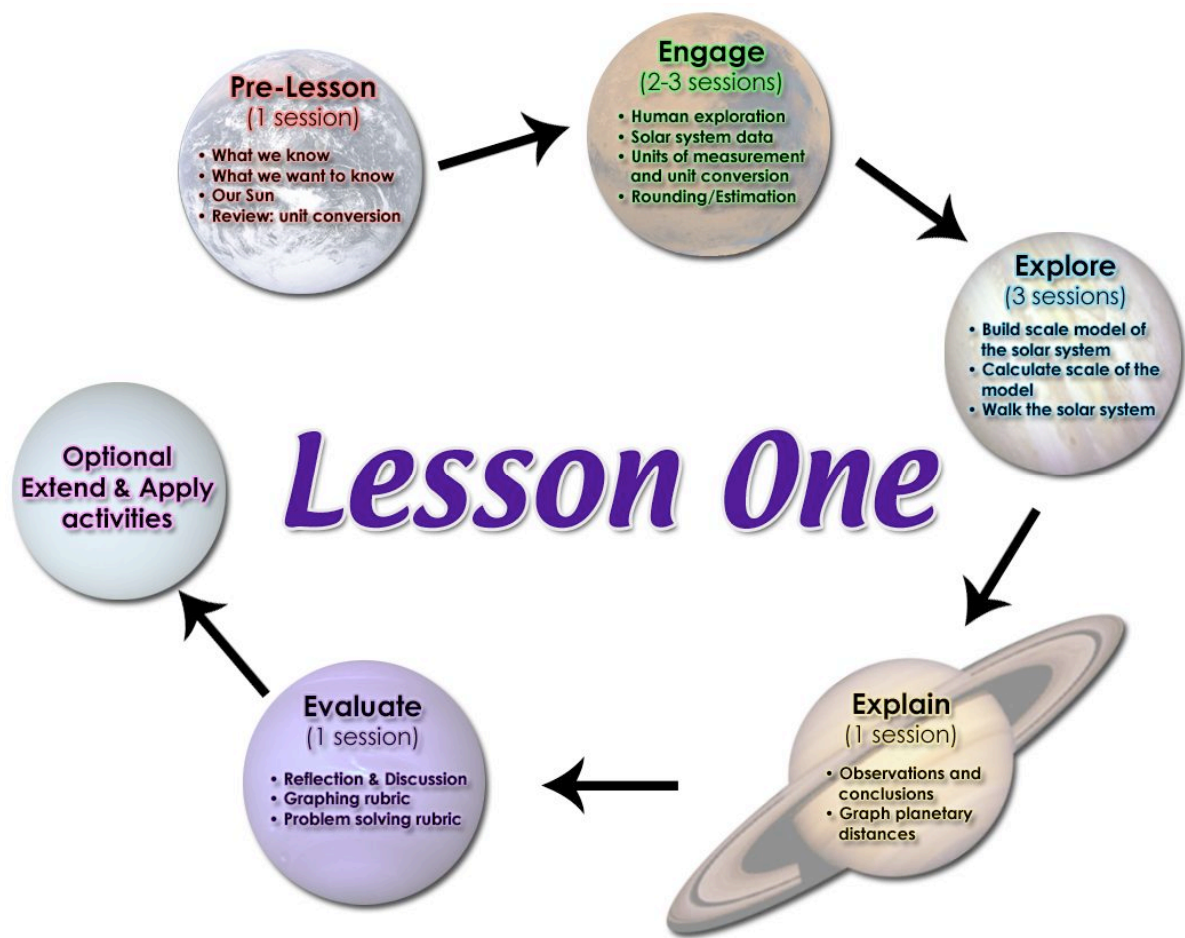 Pre-Lesson
(1 session)
• What we know
• What we want to know
• Our Sun
• Review: unit conversion
Engage
(2-3 sessions)
• Human exploration
• Solar system data
• Units of measurement
and unit conversion
• Rounding/Estimation
Explore
(3 sessions)
• Build scale model of
the solar system
• Calculate scale of the
model
• Walk the solar system
Lesson One
Explain
(1 session)
• Observations and
conclusions
• Graph planetary
distances
Evaluate
(1 session)
• Reflection & Discussion
• Graphing rubric
• Problem solving rubric
Optional
Extend & Apply
activities